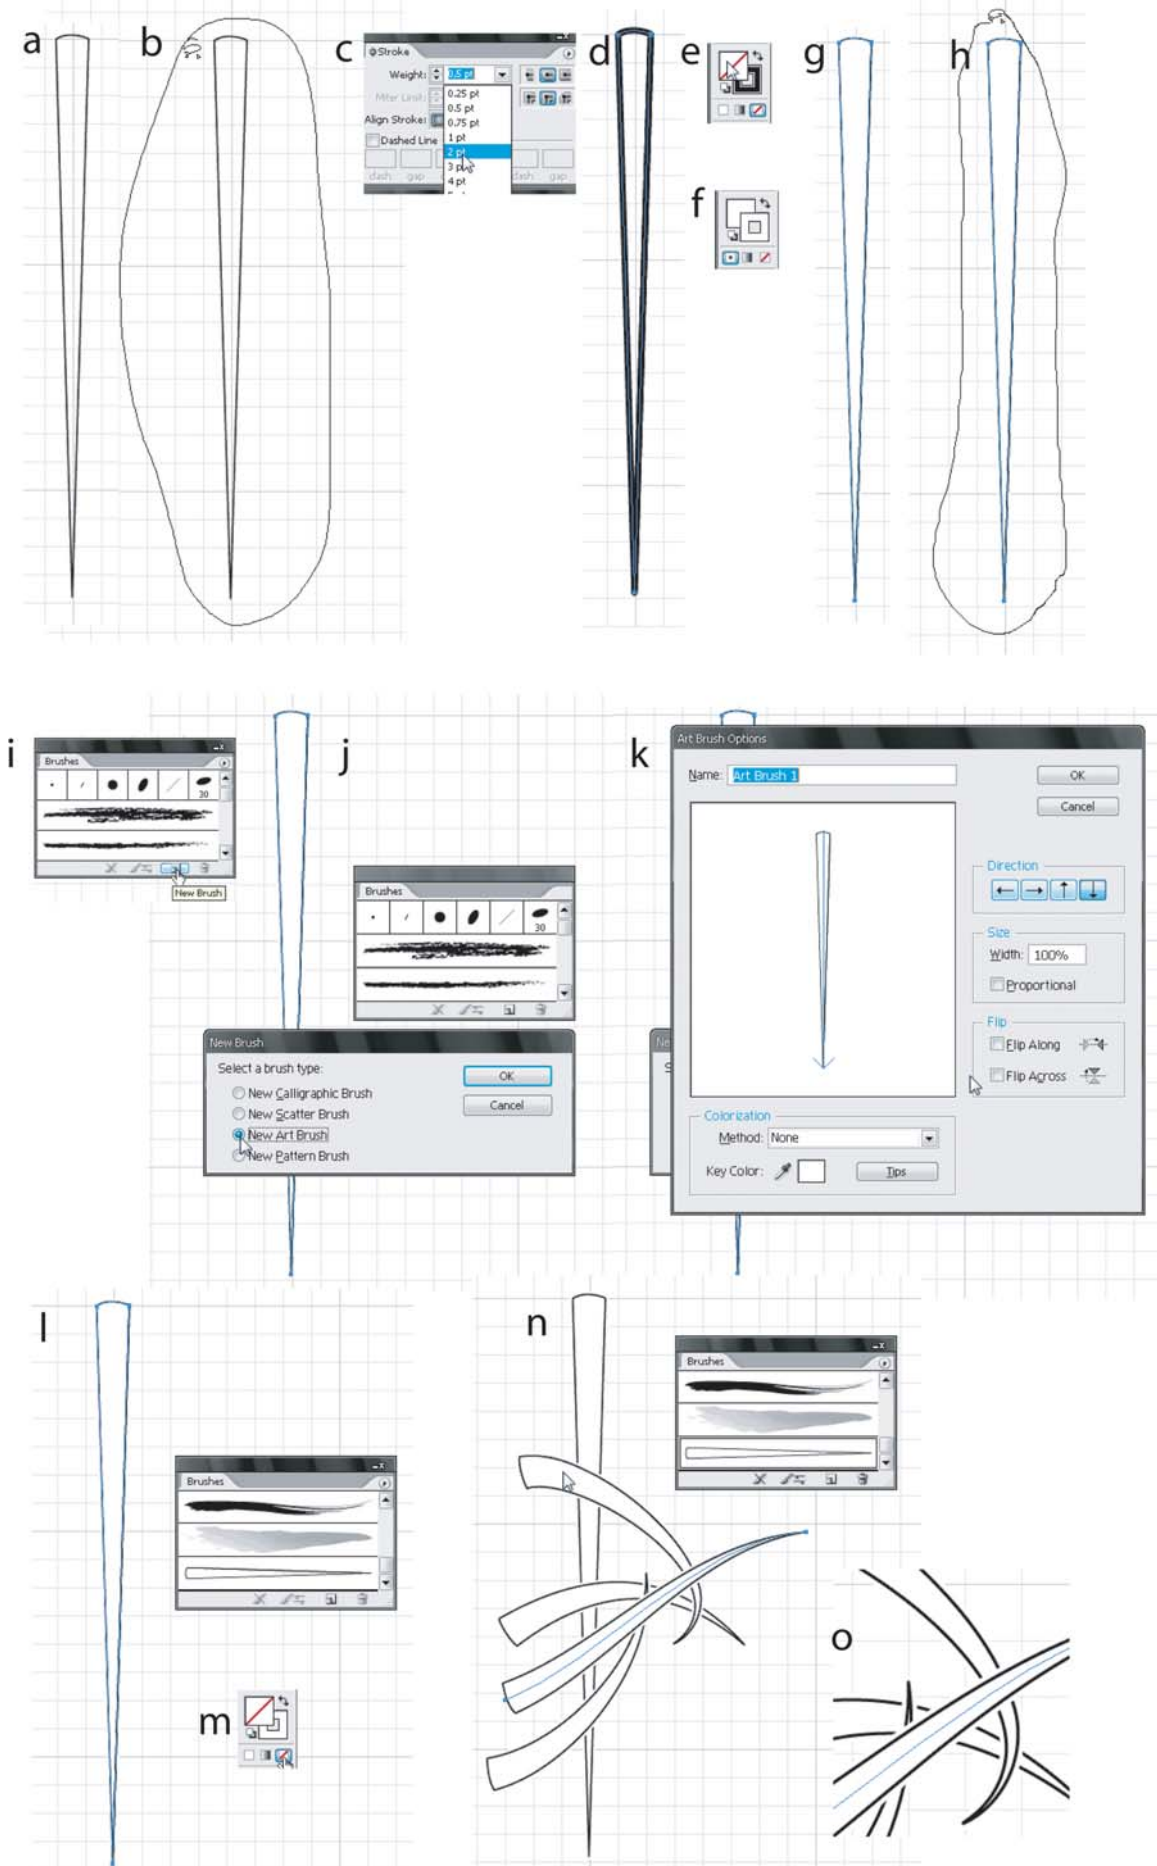 a
b
c
Stroke
Weight: 0.5 pt
Miter Limit:
Align Stroke:
Dashed Line
0.25 pt
0.5 pt
0.75 pt
1 pt
2 pt
3 pt
4 pt
dash gap dash gap
d
e
f
g
h
i
Brushes
30
New Brush
j
Brushes
30
New Brush
Select a brush type:
New Calligraphic Brush
New Scatter Brush
New Art Brush
New Pattern Brush
OK
Cancel
k
Ne
S
Art Brush Options
Name: Art Brush 1
OK
Cancel
Direction
Size
Width: 100%
Proportional
Flip
Flip Along
Flip Across
Colorization
Method: None
Key Color:
Tips
l
Brushes
m
n
Brushes
o